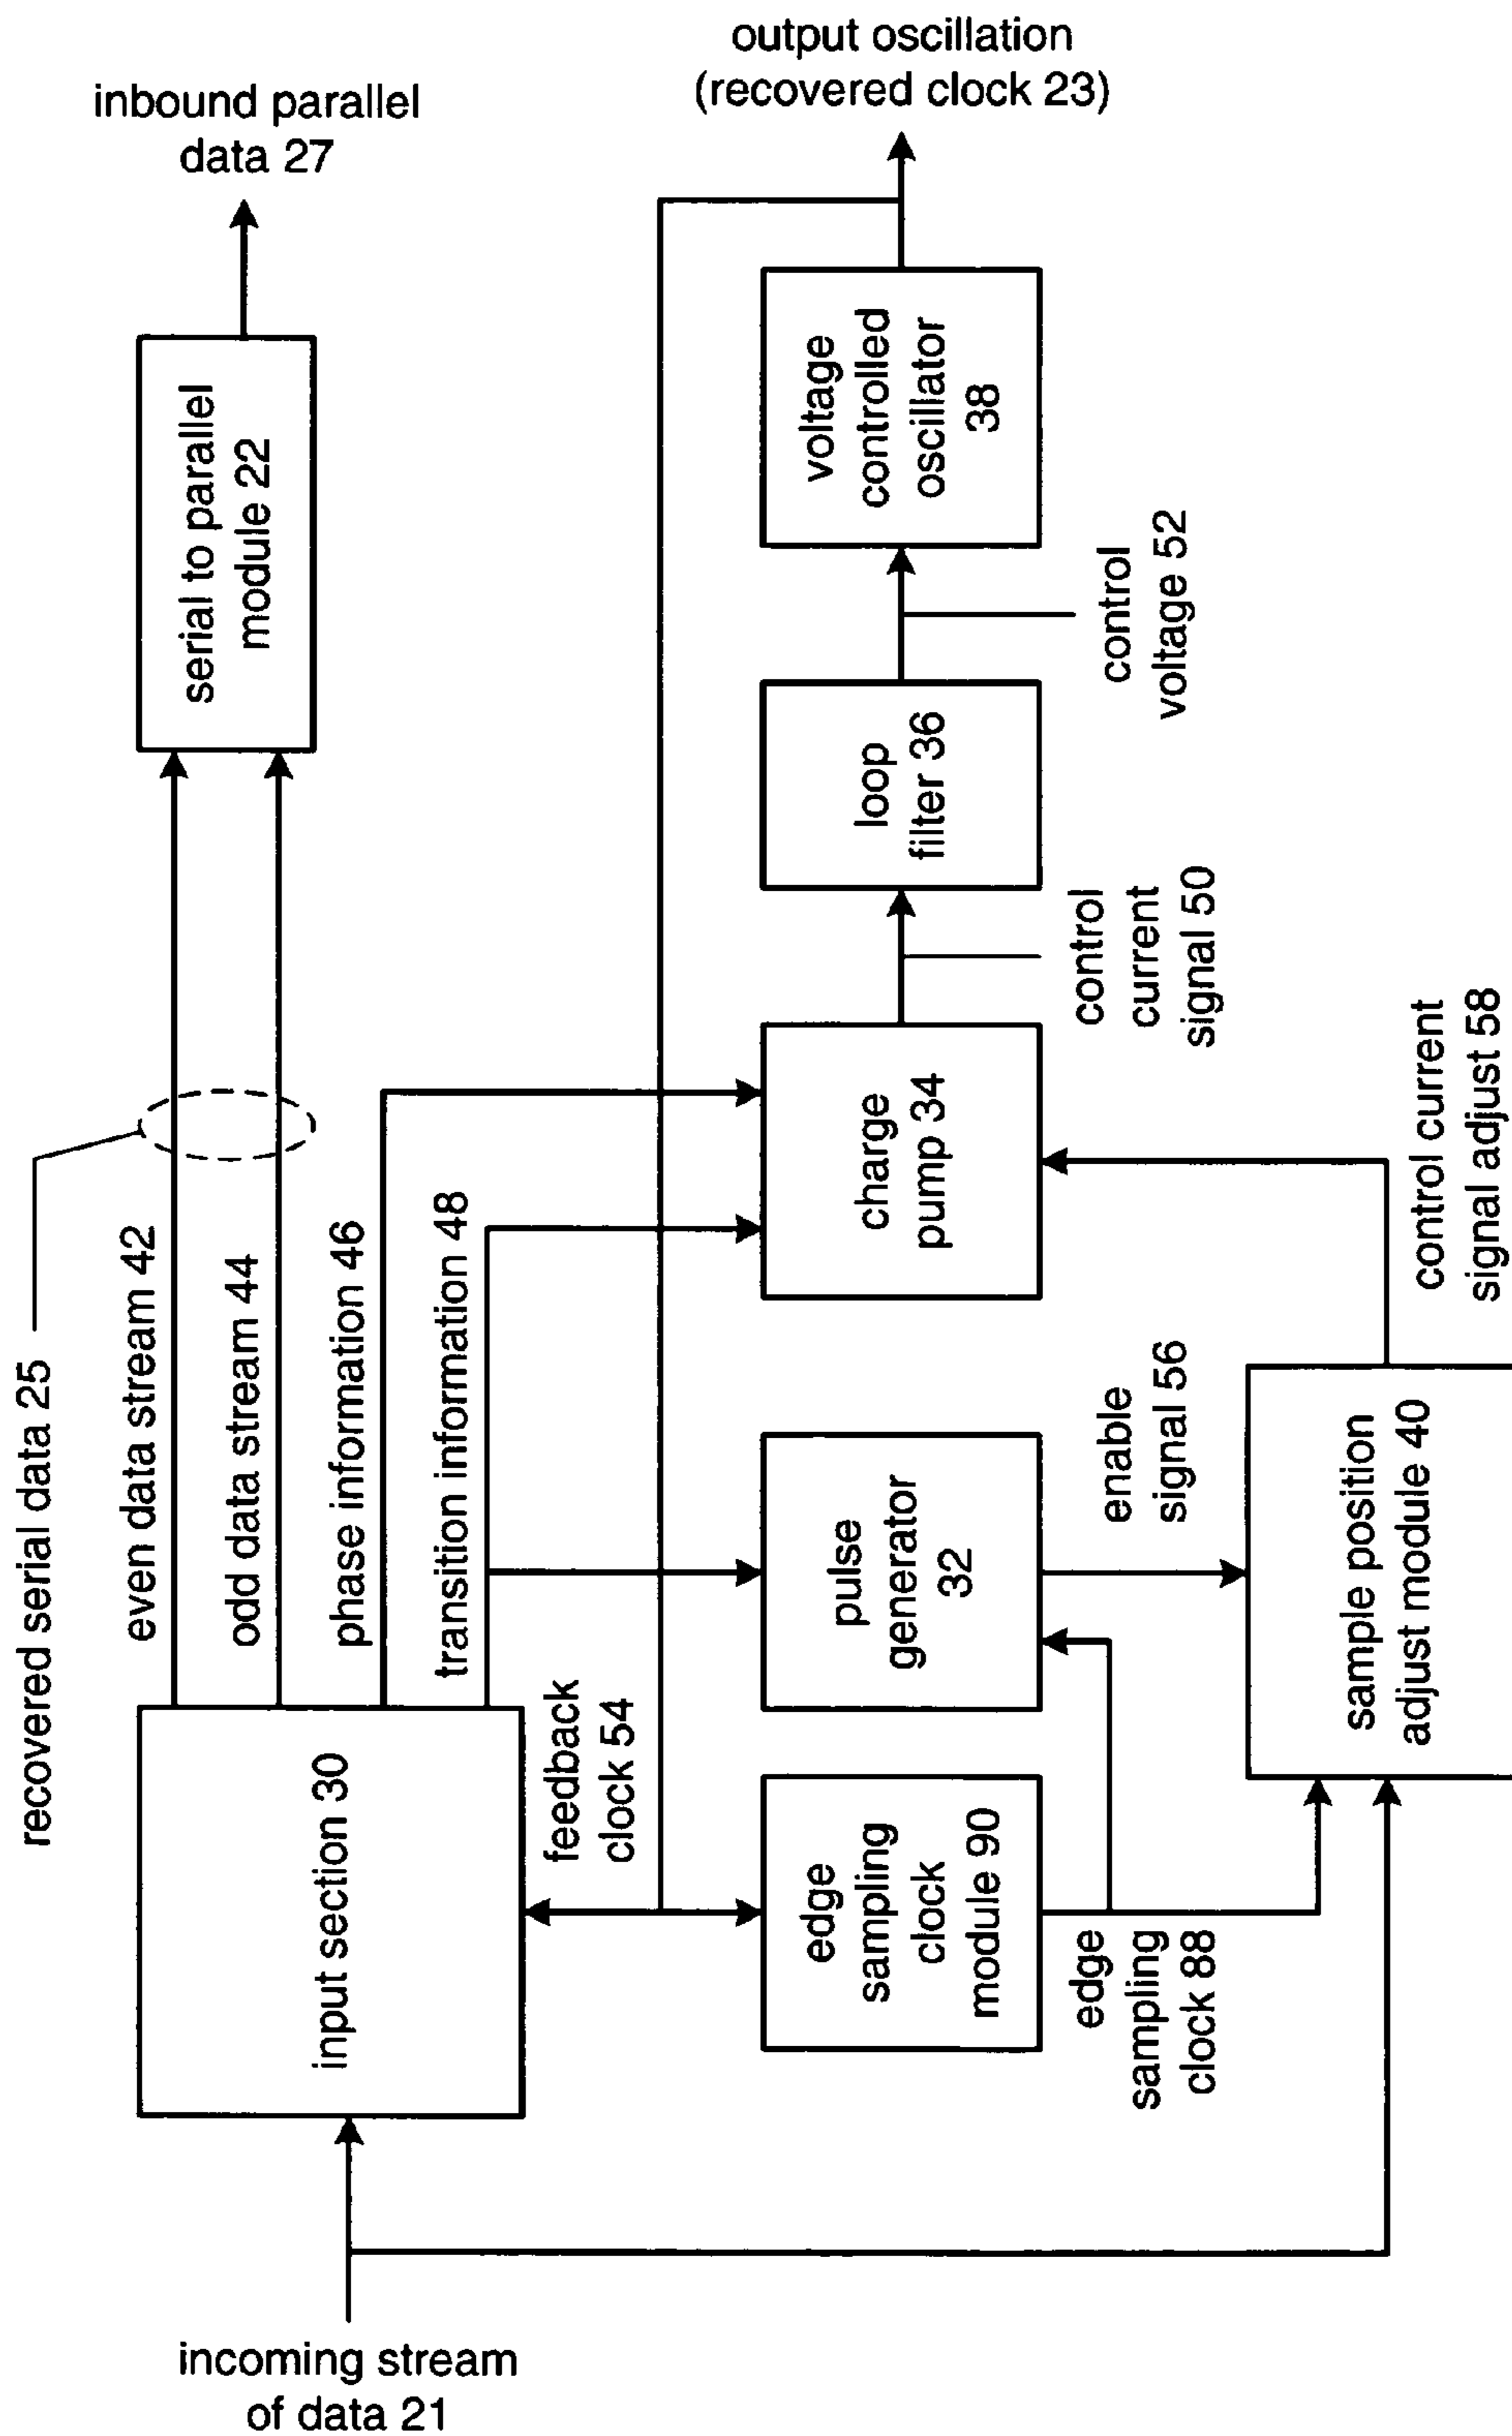 recovered serial data 25
inbound parallel
data 27
even data stream 42
odd data stream 44
phase information 46
transition information 48
serial to parallel
module 22
input section 30
incoming stream
of data 21
feedback
clock 54
output oscillation
(recovered clock 23)
edge
sampling
clock
module 90
pulse
generator
32
charge
pump 34
loop
filter 36
voltage
controlled
oscillator
38
edge
sampling
clock 88
enable
signal 56
control
current
signal 50
control
voltage 52
sample position
adjust module 40
control current
signal adjust 58